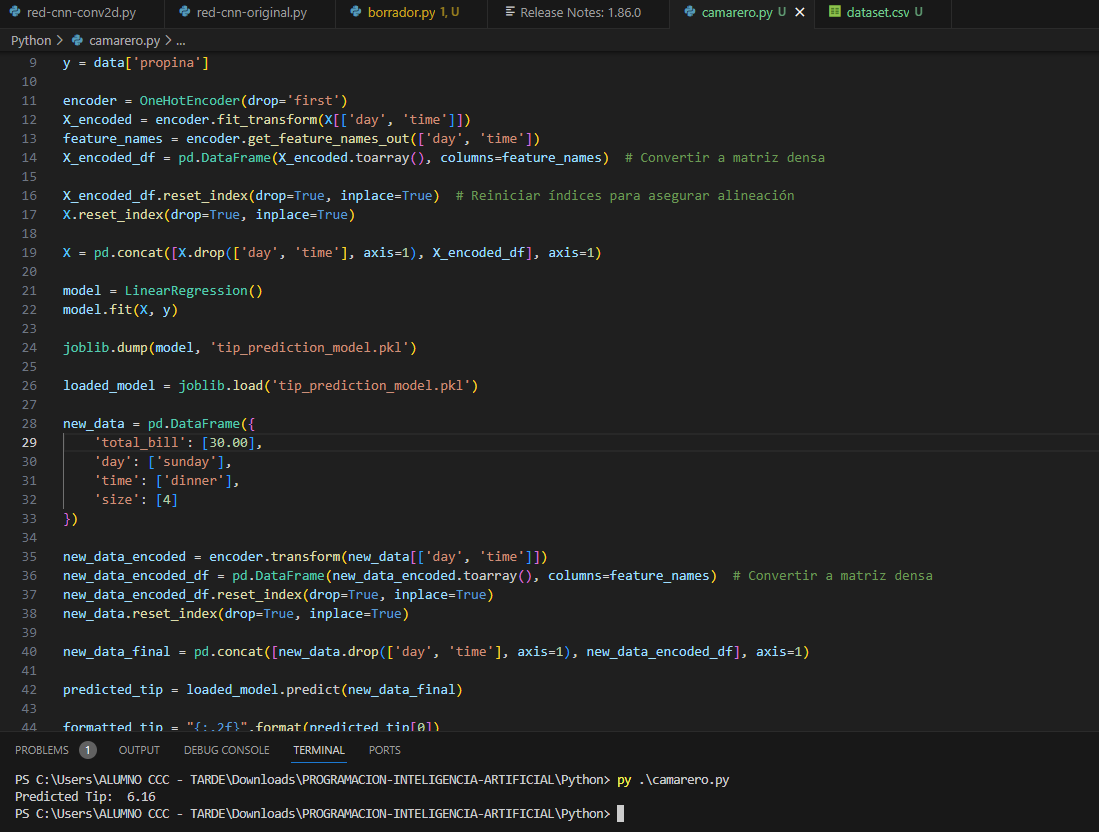 red-cnn-conv2d.py red-cnn-original.py borrador.py 1, U Release Notes: 1.86.0 camarero.py U dataset.csv U
Python > camarero.py > ...
9 y = data['propina']
10
11 encoder = OneHotEncoder(drop='first')
12 X_encoded = encoder.fit_transform(X[['day', 'time']])
13 feature_names = encoder.get_feature_names_out(['day', 'time'])
14 X_encoded_df = pd.DataFrame(X_encoded.toarray(), columns=feature_names)  # Convertir a matriz densa
15
16 X_encoded_df.reset_index(drop=True, inplace=True)  # Reiniciar índices para asegurar alineación
17 X.reset_index(drop=True, inplace=True)
18
19 X = pd.concat([X.drop(['day', 'time'], axis=1), X_encoded_df], axis=1)
20
21 model = LinearRegression()
22 model.fit(X, y)
23
24 joblib.dump(model, 'tip_prediction_model.pkl')
25
26 loaded_model = joblib.load('tip_prediction_model.pkl')
27
28 new_data = pd.DataFrame({
29     'total_bill': [30.00],
30     'day': ['sunday'],
31     'time': ['dinner'],
32     'size': [4]
33 })
34
35 new_data_encoded = encoder.transform(new_data[['day', 'time']])
36 new_data_encoded_df = pd.DataFrame(new_data_encoded.toarray(), columns=feature_names)  # Convertir a matriz densa
37 new_data_encoded_df.reset_index(drop=True, inplace=True)
38 new_data.reset_index(drop=True, inplace=True)
39
40 new_data_final = pd.concat([new_data.drop(['day', 'time'], axis=1), new_data_encoded_df], axis=1)
41
42 predicted_tip = loaded_model.predict(new_data_final)
43
44 formatted_tip = "{:.2f}".format(predicted_tip[0])
PROBLEMS 1 OUTPUT DEBUG CONSOLE TERMINAL PORTS
PS C:\Users\ALUMNO CCC - TARDE\Downloads\PROGRAMACION-INTELIGENCIA-ARTIFICIAL\Python> py .\camarero.py
Predicted Tip:  6.16
PS C:\Users\ALUMNO CCC - TARDE\Downloads\PROGRAMACION-INTELIGENCIA-ARTIFICIAL\Python>